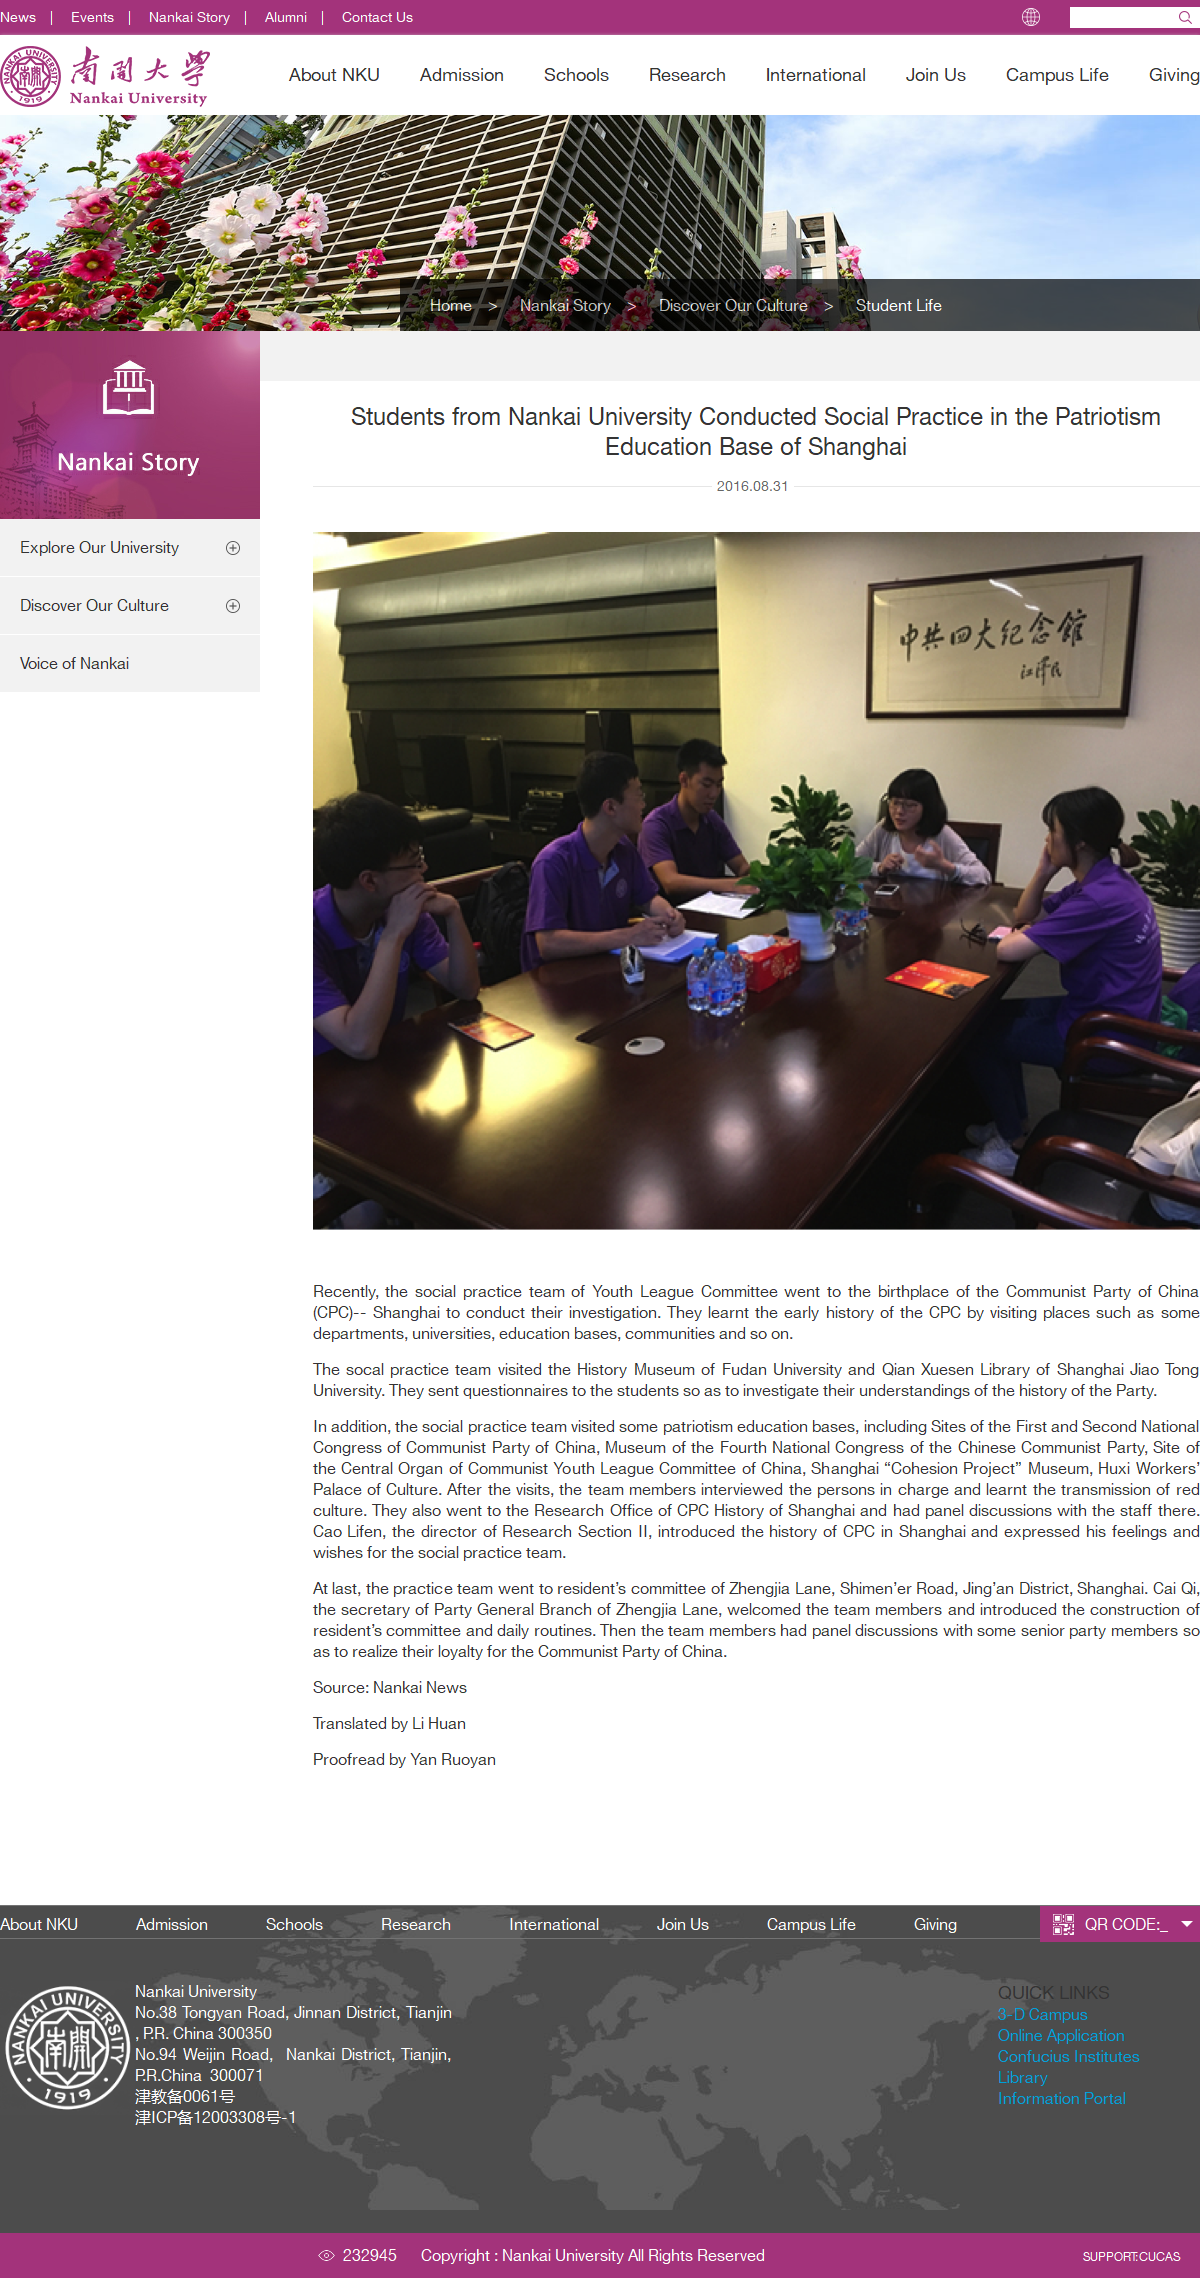 News | Events | Nankai Story | Alumni | Contact Us
NANKAI UNIVERSITY
1919
南開大學
Nankai University
About NKU Admission Schools Research International Join Us Campus Life Giving
Home > Nankai Story > Discover Our Culture > Student Life
Nankai Story
Explore Our University
Discover Our Culture
Voice of Nankai
Students from Nankai University Conducted Social Practice in the Patriotism
Education Base of Shanghai
2016.08.31
中共四大纪念館
江泽民
Recently, the social practice team of Youth League Committee went to the birthplace of the Communist Party of China
(CPC)-- Shanghai to conduct their investigation. They learnt the early history of the CPC by visiting places such as some
departments, universities, education bases, communities and so on.
The socal practice team visited the History Museum of Fudan University and Qian Xuesen Library of Shanghai Jiao Tong
University. They sent questionnaires to the students so as to investigate their understandings of the history of the Party.
In addition, the social practice team visited some patriotism education bases, including Sites of the First and Second National
Congress of Communist Party of China, Museum of the Fourth National Congress of the Chinese Communist Party, Site of
the Central Organ of Communist Youth League Committee of China, Shanghai “Cohesion Project” Museum, Huxi Workers’
Palace of Culture. After the visits, the team members interviewed the persons in charge and learnt the transmission of red
culture. They also went to the Research Office of CPC History of Shanghai and had panel discussions with the staff there.
Cao Lifen, the director of Research Section II, introduced the history of CPC in Shanghai and expressed his feelings and
wishes for the social practice team.
At last, the practice team went to resident’s committee of Zhengjia Lane, Shimen’er Road, Jing’an District, Shanghai. Cai Qi,
the secretary of Party General Branch of Zhengjia Lane, welcomed the team members and introduced the construction of
resident’s committee and daily routines. Then the team members had panel discussions with some senior party members so
as to realize their loyalty for the Communist Party of China.
Source: Nankai News
Translated by Li Huan
Proofread by Yan Ruoyan
About NKU Admission Schools Research International Join Us Campus Life Giving QR CODE:_
NANKAI UNIVERSITY
南開
1919
Nankai University
No.38 Tongyan Road, Jinnan District, Tianjin
, P.R. China 300350
No.94 Weijin Road, Nankai District, Tianjin,
P.R.China 300071
津教备0061号
津ICP备12003308号-1
QUICK LINKS
3-D Campus
Online Application
Confucius Institutes
Library
Information Portal
232945 Copyright : Nankai University All Rights Reserved
SUPPORT:CUCAS